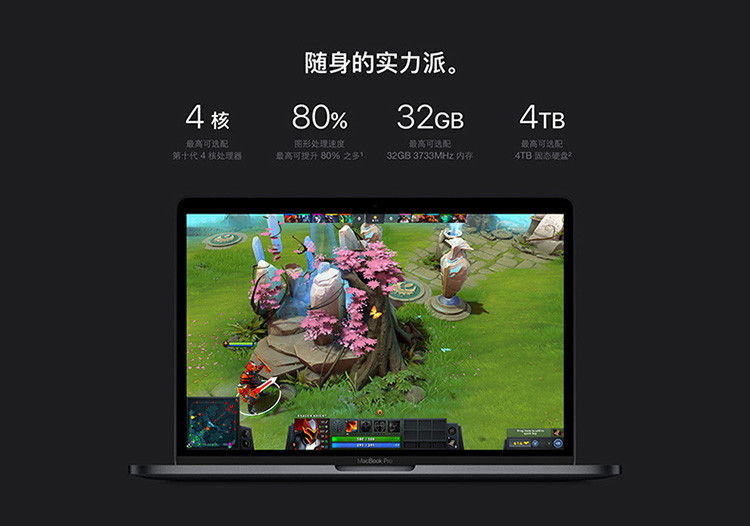 随身的实力派。
4 核
最高可选配
第十代 4 核处理器
80%
图形处理速度
最高可提升 80% 之多¹
32GB
最高可选配
32GB 3733MHz 内存
4TB
最高可选配
4TB 固态硬盘²
DRAGON KNIGHT
MacBook Pro